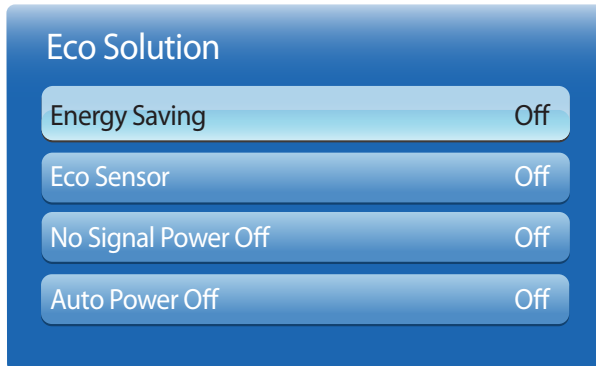 Eco Solution
Energy Saving Off
Eco Sensor Off
No Signal Power Off Off
Auto Power Off Off